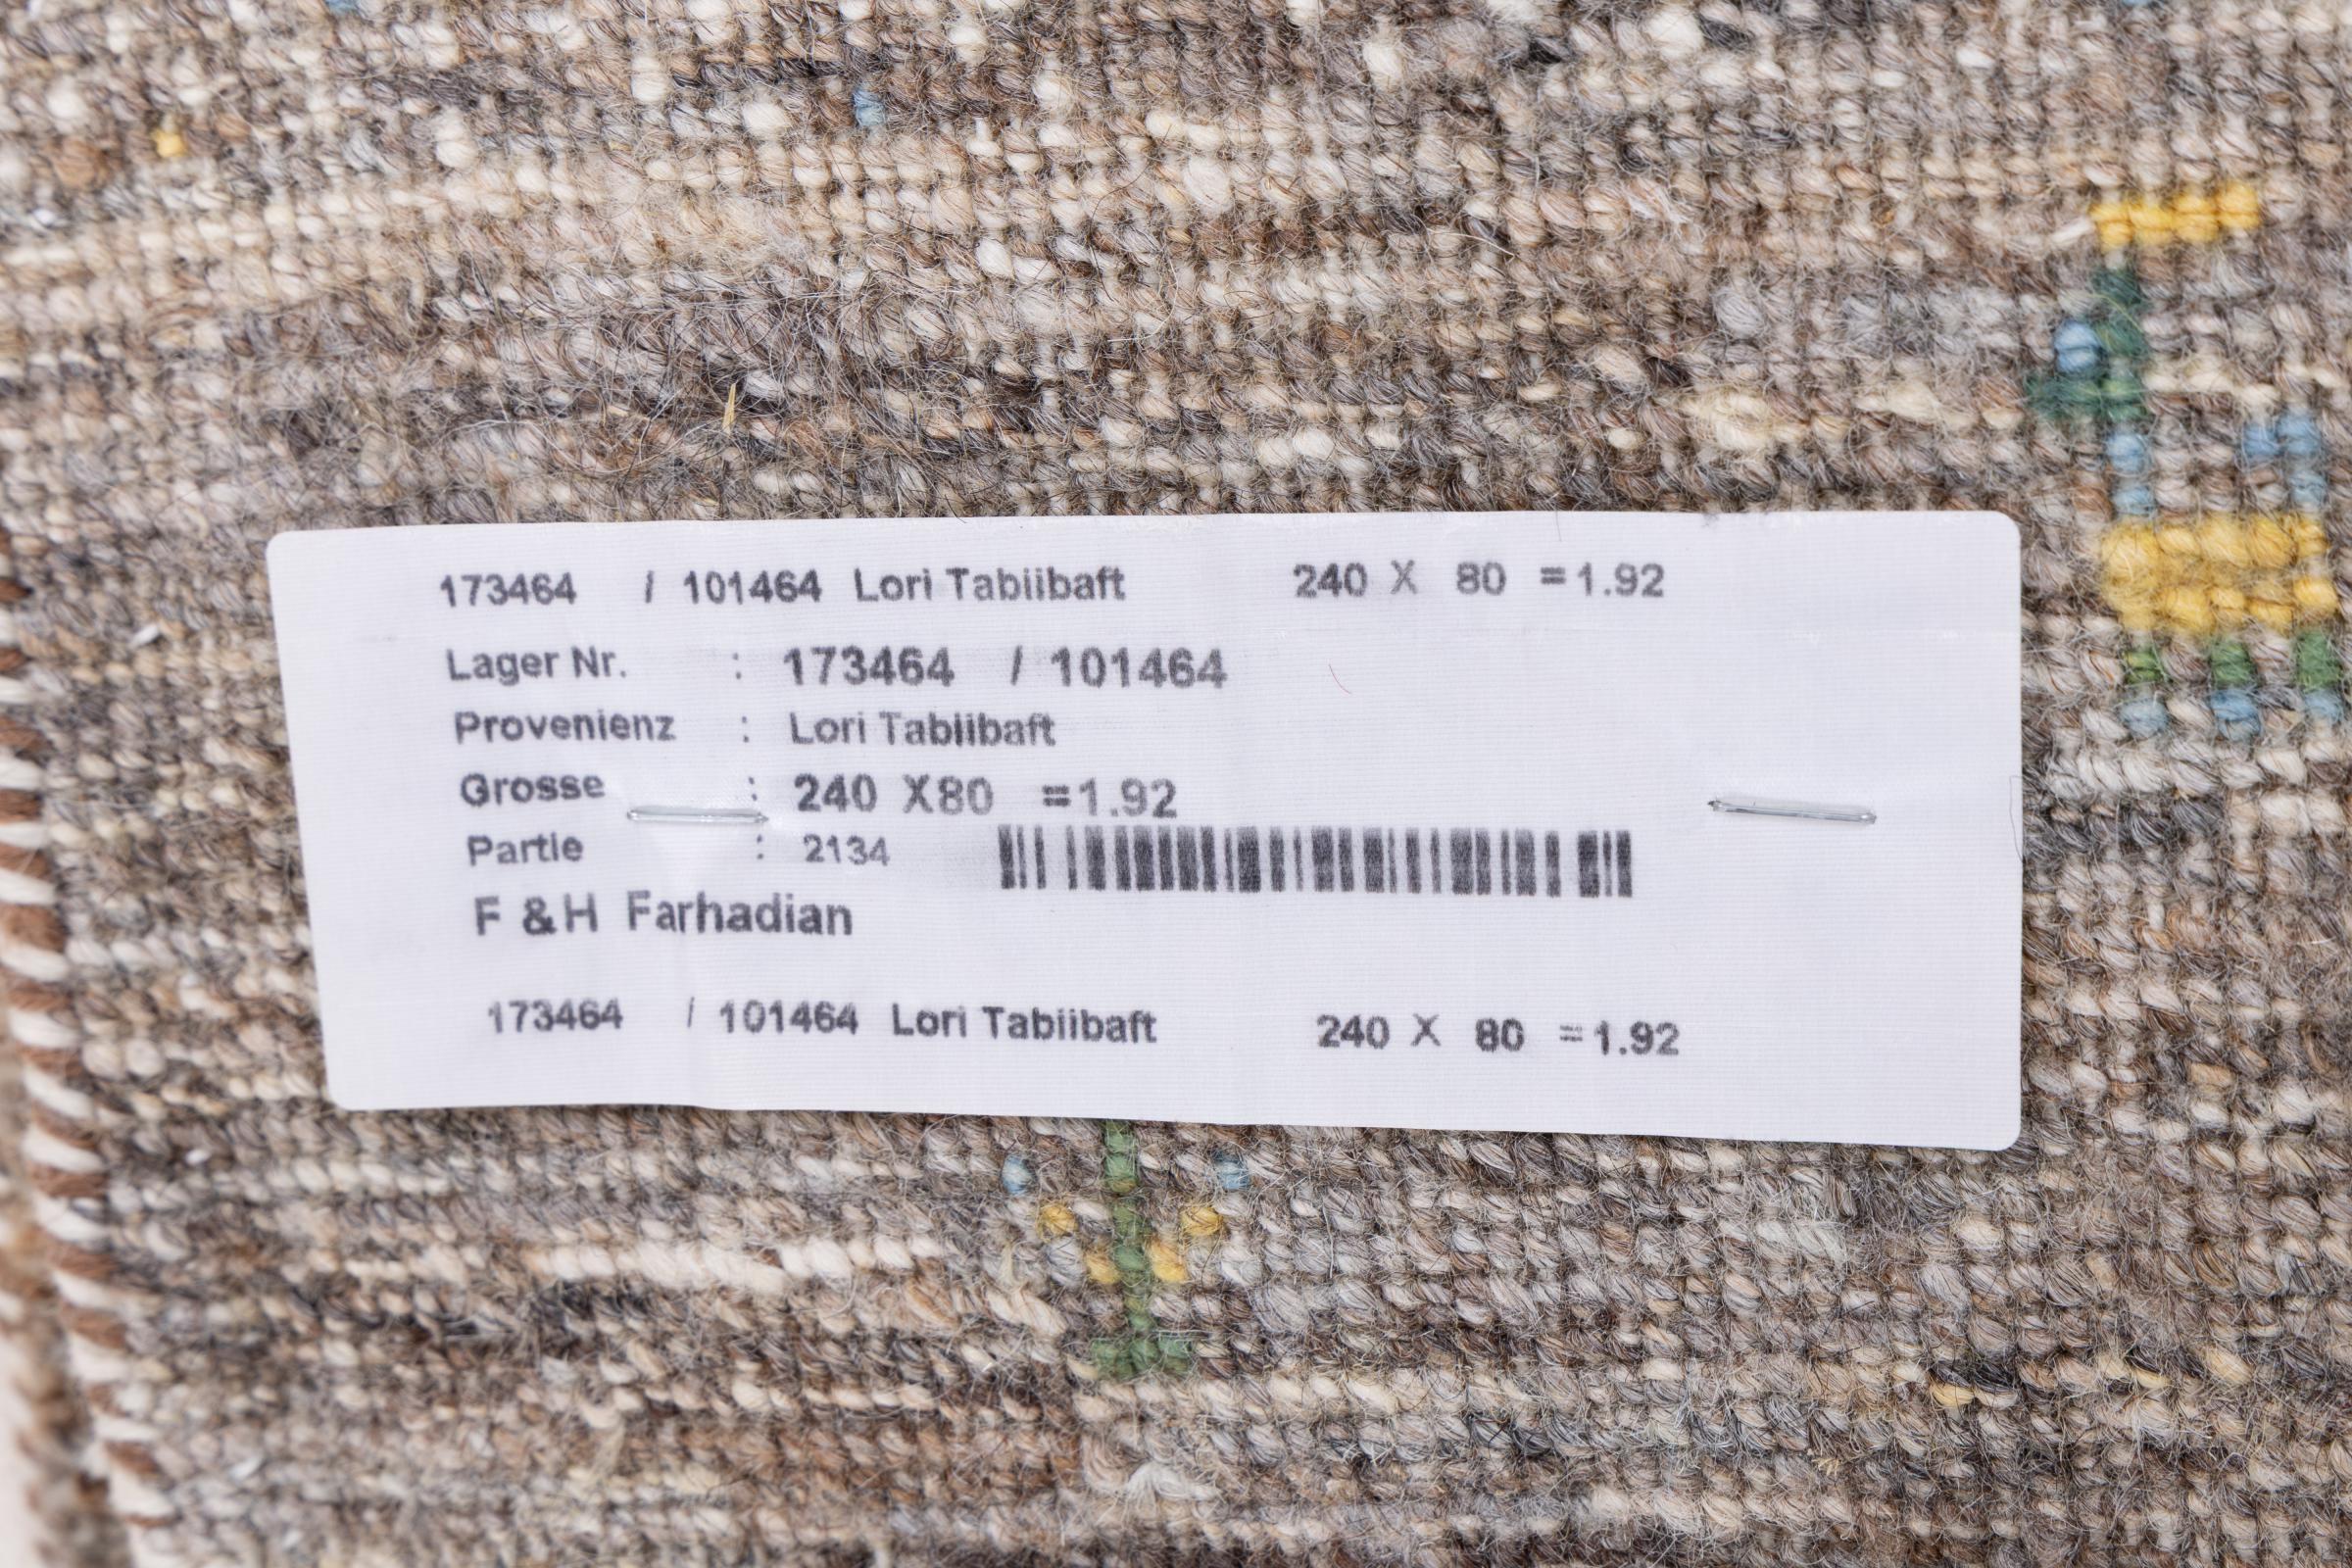 173464 / 101464 Lori Tabiibaft 240 X 80 =1.92
Lager Nr. : 173464 / 101464
Provenienz : Lori Tabiibaft
Grosse : 240 X80 =1.92
Partie : 2134
F & H Farhadian
173464 / 101464 Lori Tabiibaft 240 X 80 =1.92